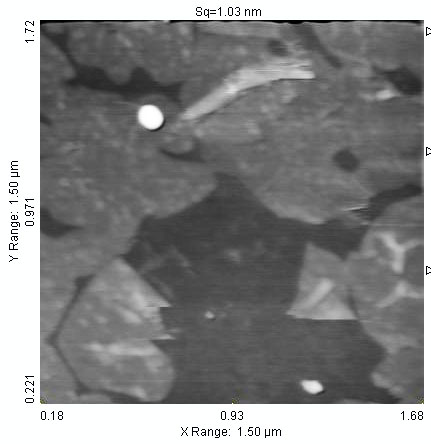 Sq=1.03 nm
1.72
0.971
0.221
Y Range: 1.50 µm
0.18
0.93
1.68
X Range: 1.50 µm